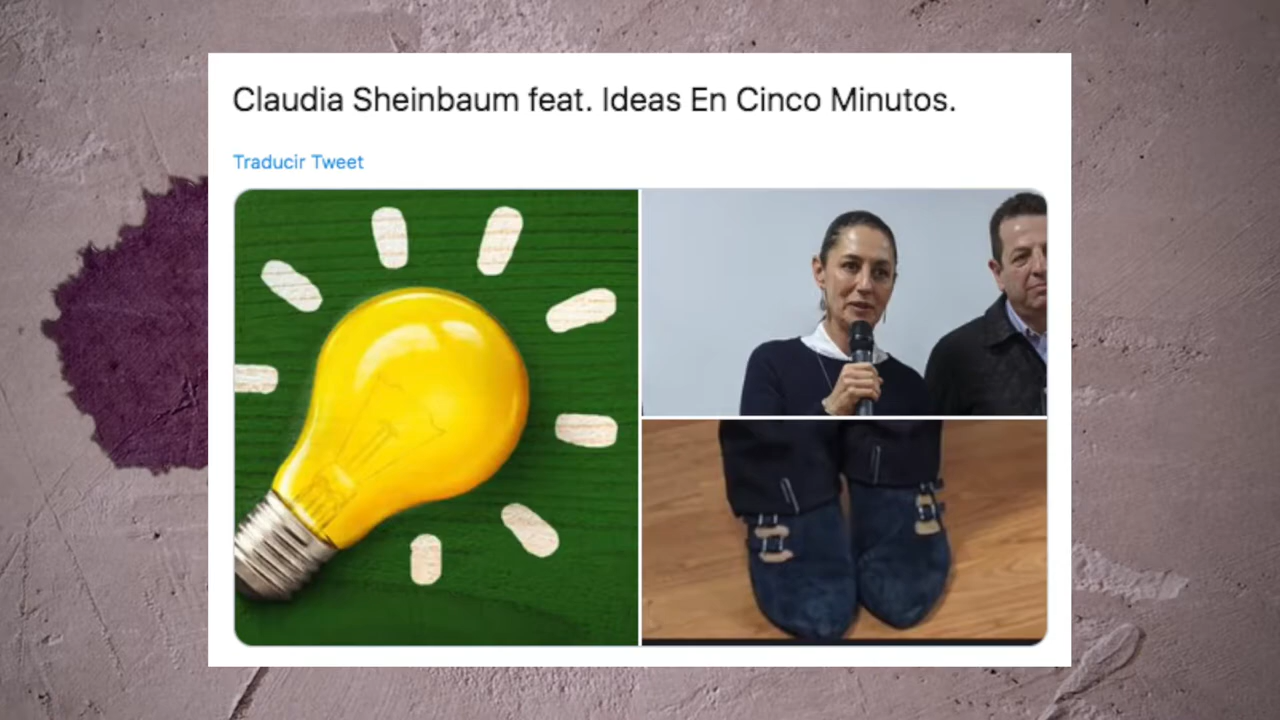 Claudia Sheinbaum feat. Ideas En Cinco Minutos.
Traducir Tweet